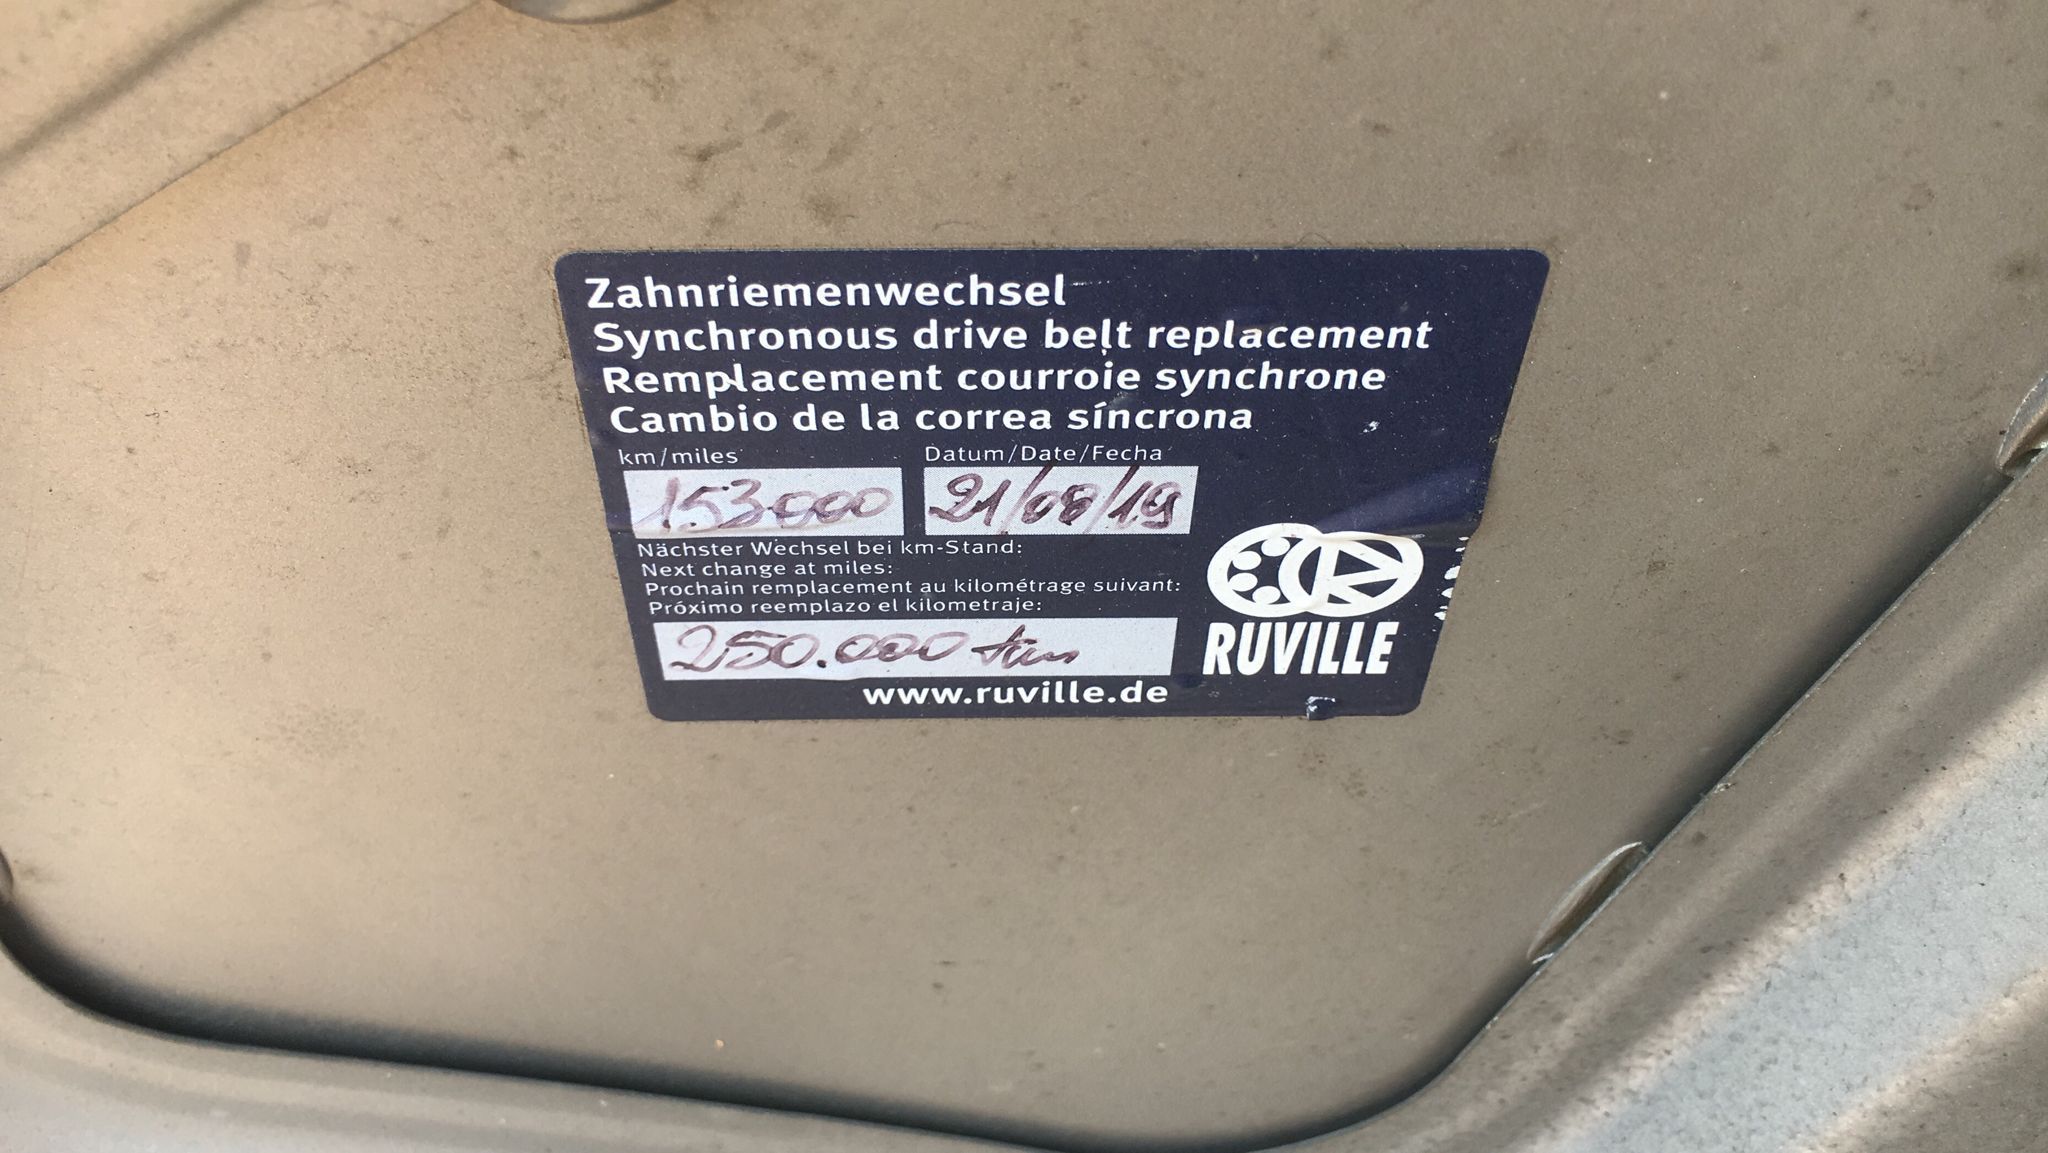 Zahnriemenwechsel
Synchronous drive belt replacement
Remplacement courroie synchrone
Cambio de la correa síncrona
km/miles Datum/Date/Fecha
153000 21/08/19
Nächster Wechsel bei km-Stand:
Next change at miles:
Prochain remplacement au kilométrage suivant:
Próximo reemplazo el kilometraje:
250.000 km
RUVILLE
www.ruville.de